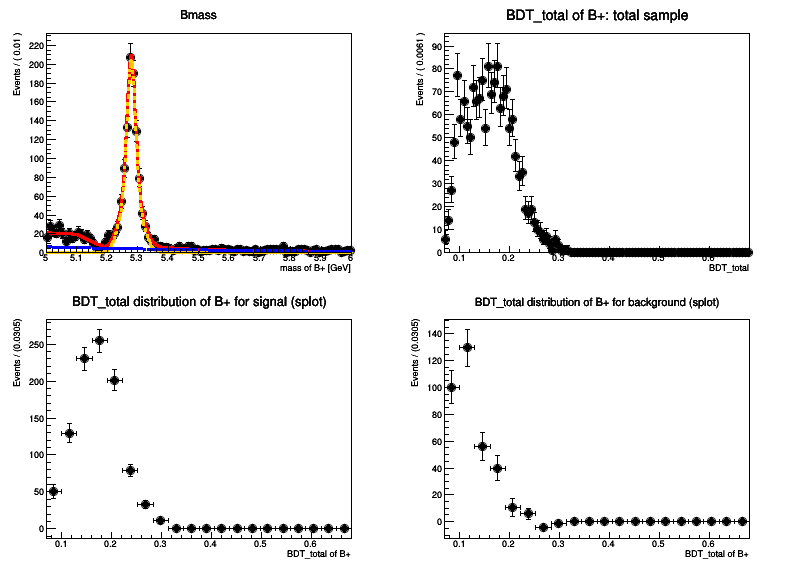 Bmass
Events / ( 0.01 )
220
200
180
160
140
120
100
80
60
40
20
0
5 5.1 5.2 5.3 5.4 5.5 5.6 5.7 5.8 5.9 6
mass of B+ [GeV]
BDT_total of B+: total sample
Events / ( 0.0061 )
90
80
70
60
50
40
30
20
10
0
0.1 0.2 0.3 0.4 0.5 0.6
BDT_total
BDT_total distribution of B+ for signal (splot)
Events / (0.0305)
250
200
150
100
50
0
0.1 0.2 0.3 0.4 0.5 0.6
BDT_total of B+
BDT_total distribution of B+ for background (splot)
Events / (0.0305)
140
120
100
80
60
40
20
0
0.1 0.2 0.3 0.4 0.5 0.6
BDT_total of B+